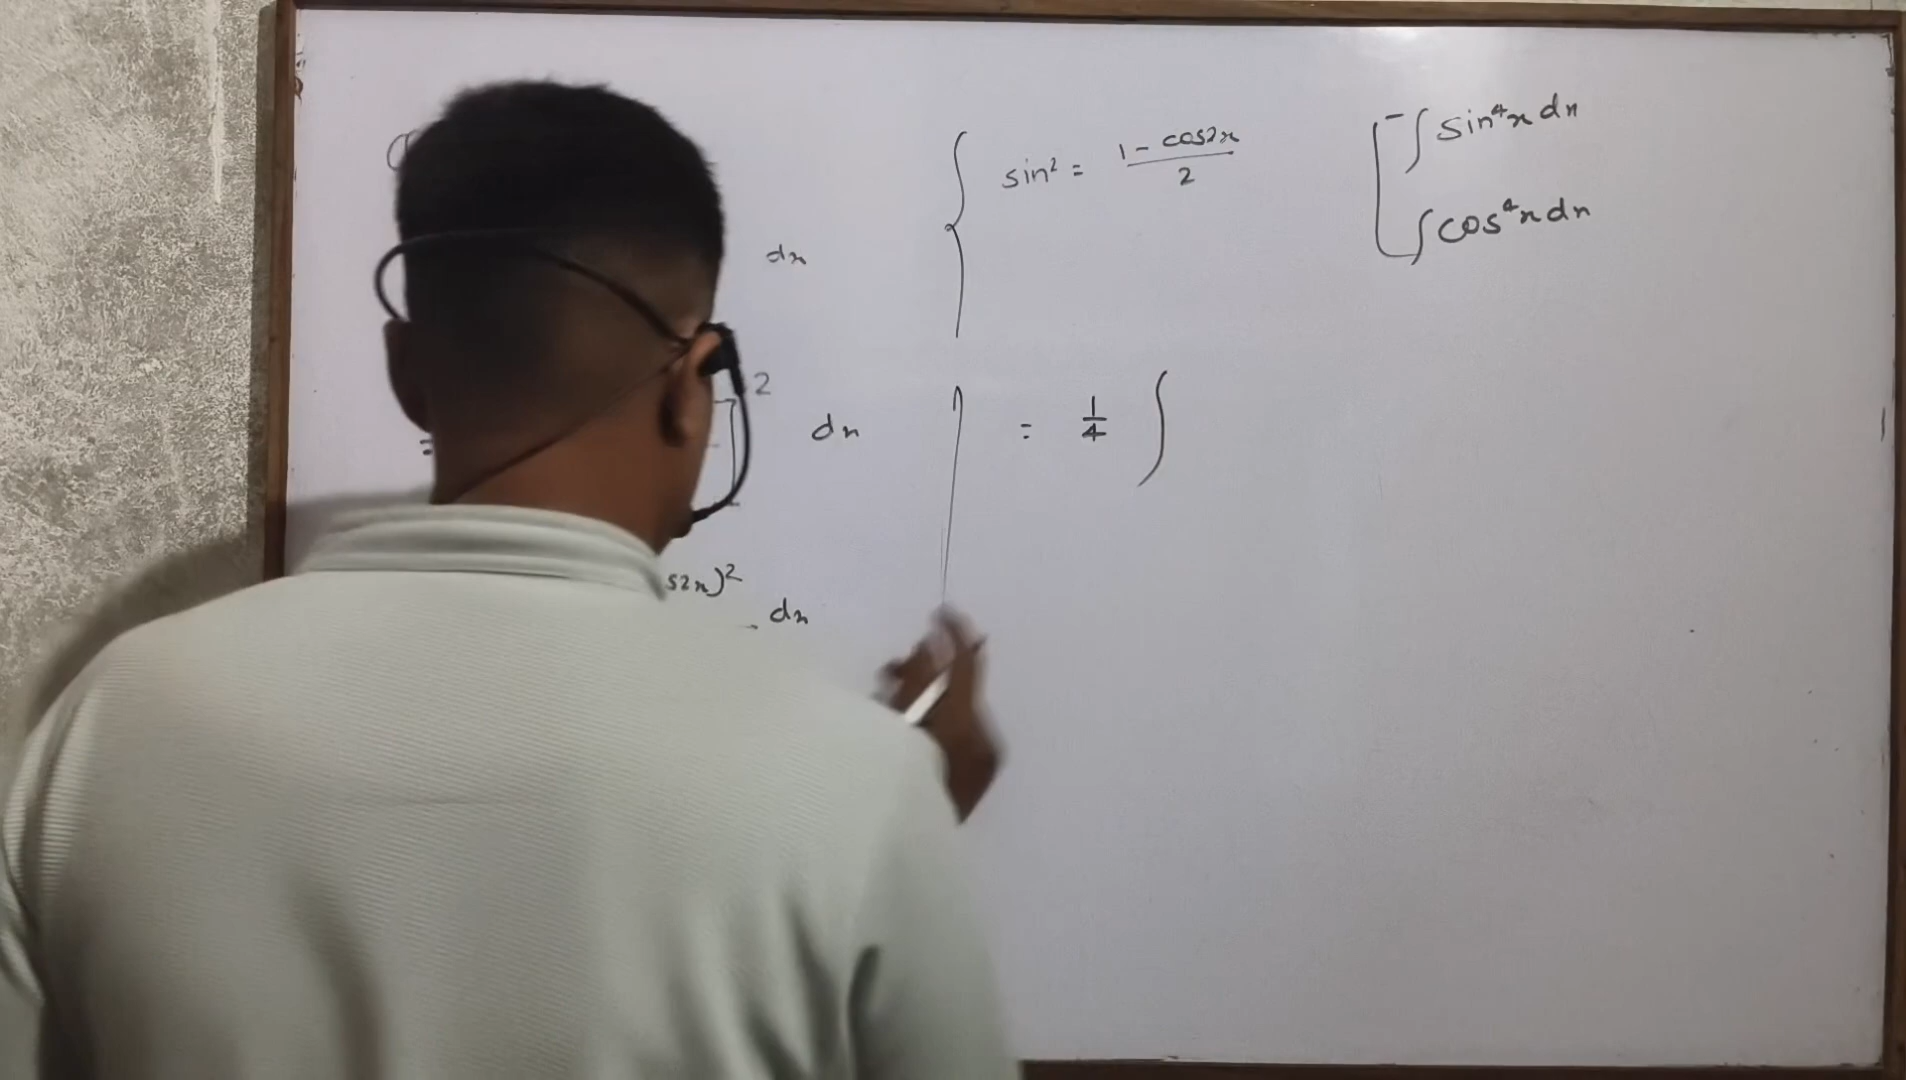 dx
2
dx
=
s2x)²
dx
sin² = 1 - cos2x / 2
= 1/4 ∫
∫ sin⁴x dx
∫ cos⁴x dx